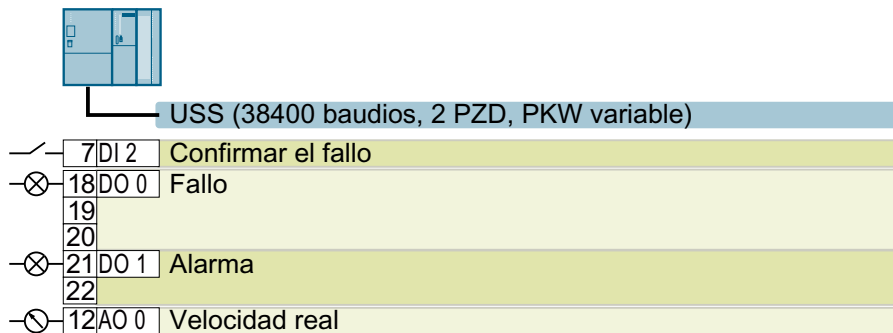 USS (38400 baudios, 2 PZD, PKW variable)
7 DI 2 Confirmar el fallo
18 DO 0 Fallo
19
20
21 DO 1 Alarma
22
12 AO 0 Velocidad real